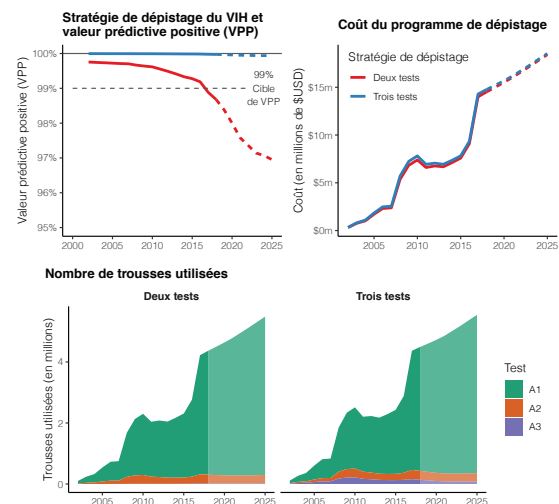 Stratégie de dépistage du VIH et
valeur prédictive positive (VPP)
Valeur prédictive positive (VPP)
100%
99%
98%
97%
96%
95%
99%
Cible
de VPP
2000
2005
2010
2015
2020
2025
Coût du programme de dépistage
Coût (en millions de $USD)
$15m
$10m
$5m
$0m
Stratégie de dépistage
Deux tests
Trois tests
2005
2010
2015
2020
2025
Nombre de trousses utilisées
Deux tests
Trois tests
Trousses utilisées (en millions)
4
2
0
2005
2010
2015
2020
2025
2005
2010
2015
2020
2025
Test
A1
A2
A3